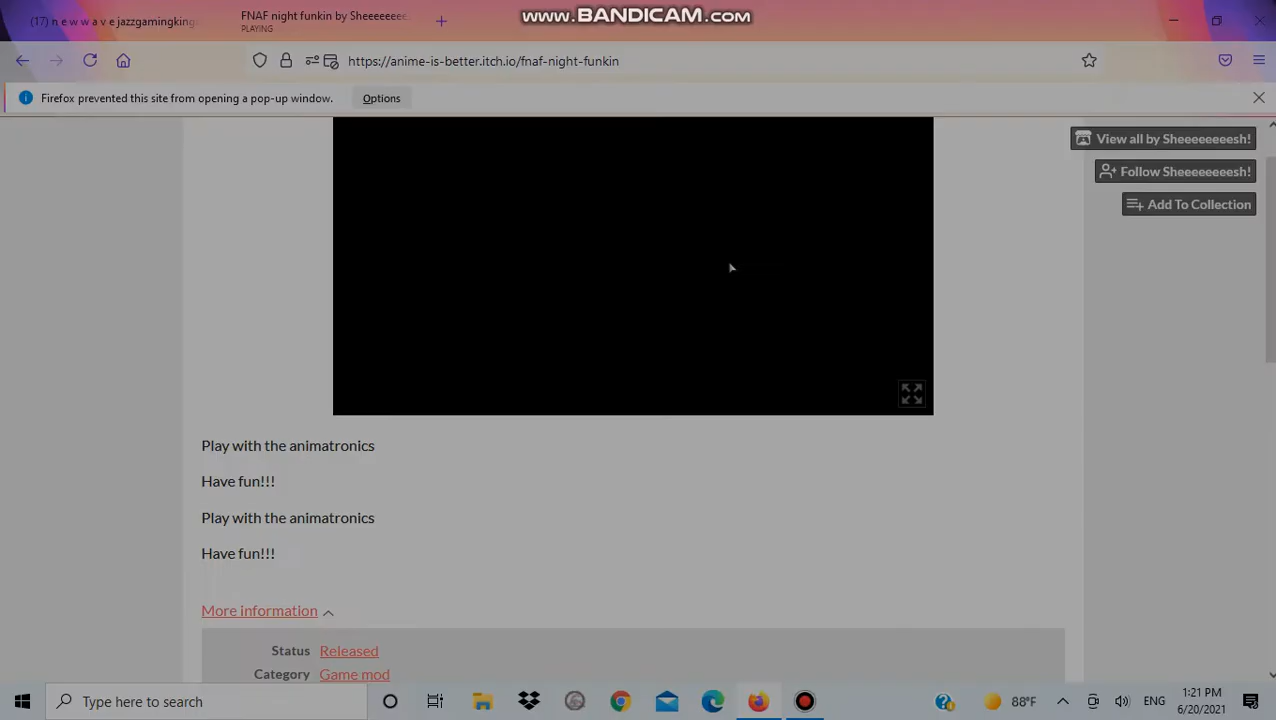 www.BANDICAM.com
(17) n e w w a v e jazzgamingking
FNAF night funkin by Sheeeeeee
PLAYING
https://anime-is-better.itch.io/fnaf-night-funkin
Firefox prevented this site from opening a pop-up window.
Options
View all by Sheeeeeeeesh!
Follow Sheeeeeeeesh!
Add To Collection
Play with the animatronics
Have fun!!!
Play with the animatronics
Have fun!!!
More information
Status Released
Category Game mod
Type here to search
88°F
ENG
1:21 PM
6/20/2021